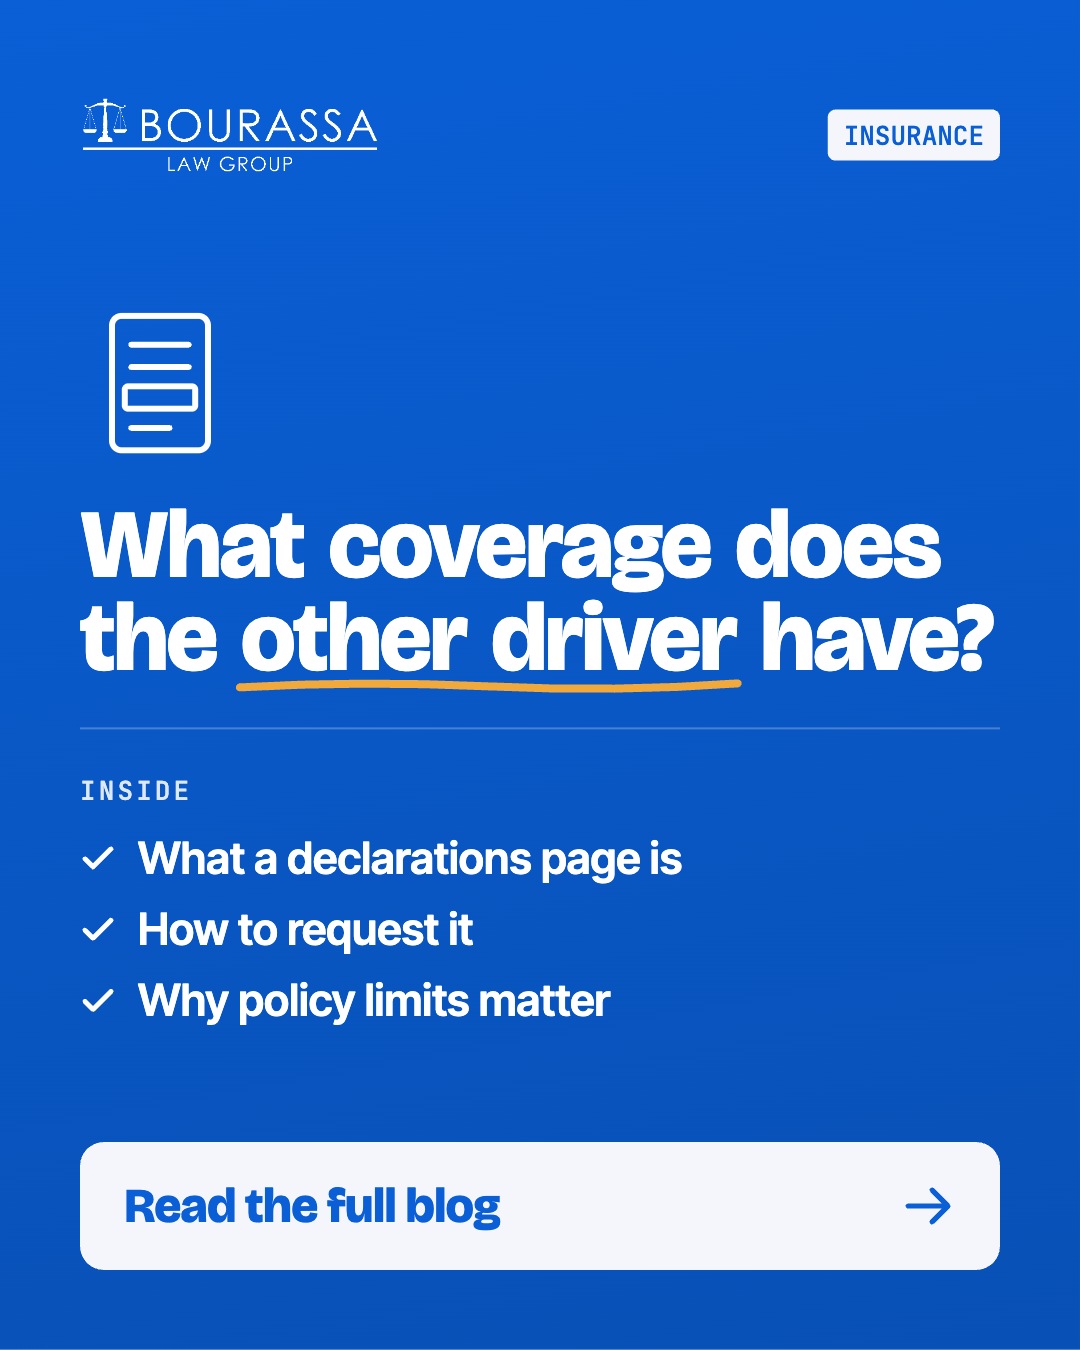 BOURASSA
LAW GROUP
INSURANCE
What coverage does
the other driver have?
INSIDE
What a declarations page is
How to request it
Why policy limits matter
Read the full blog